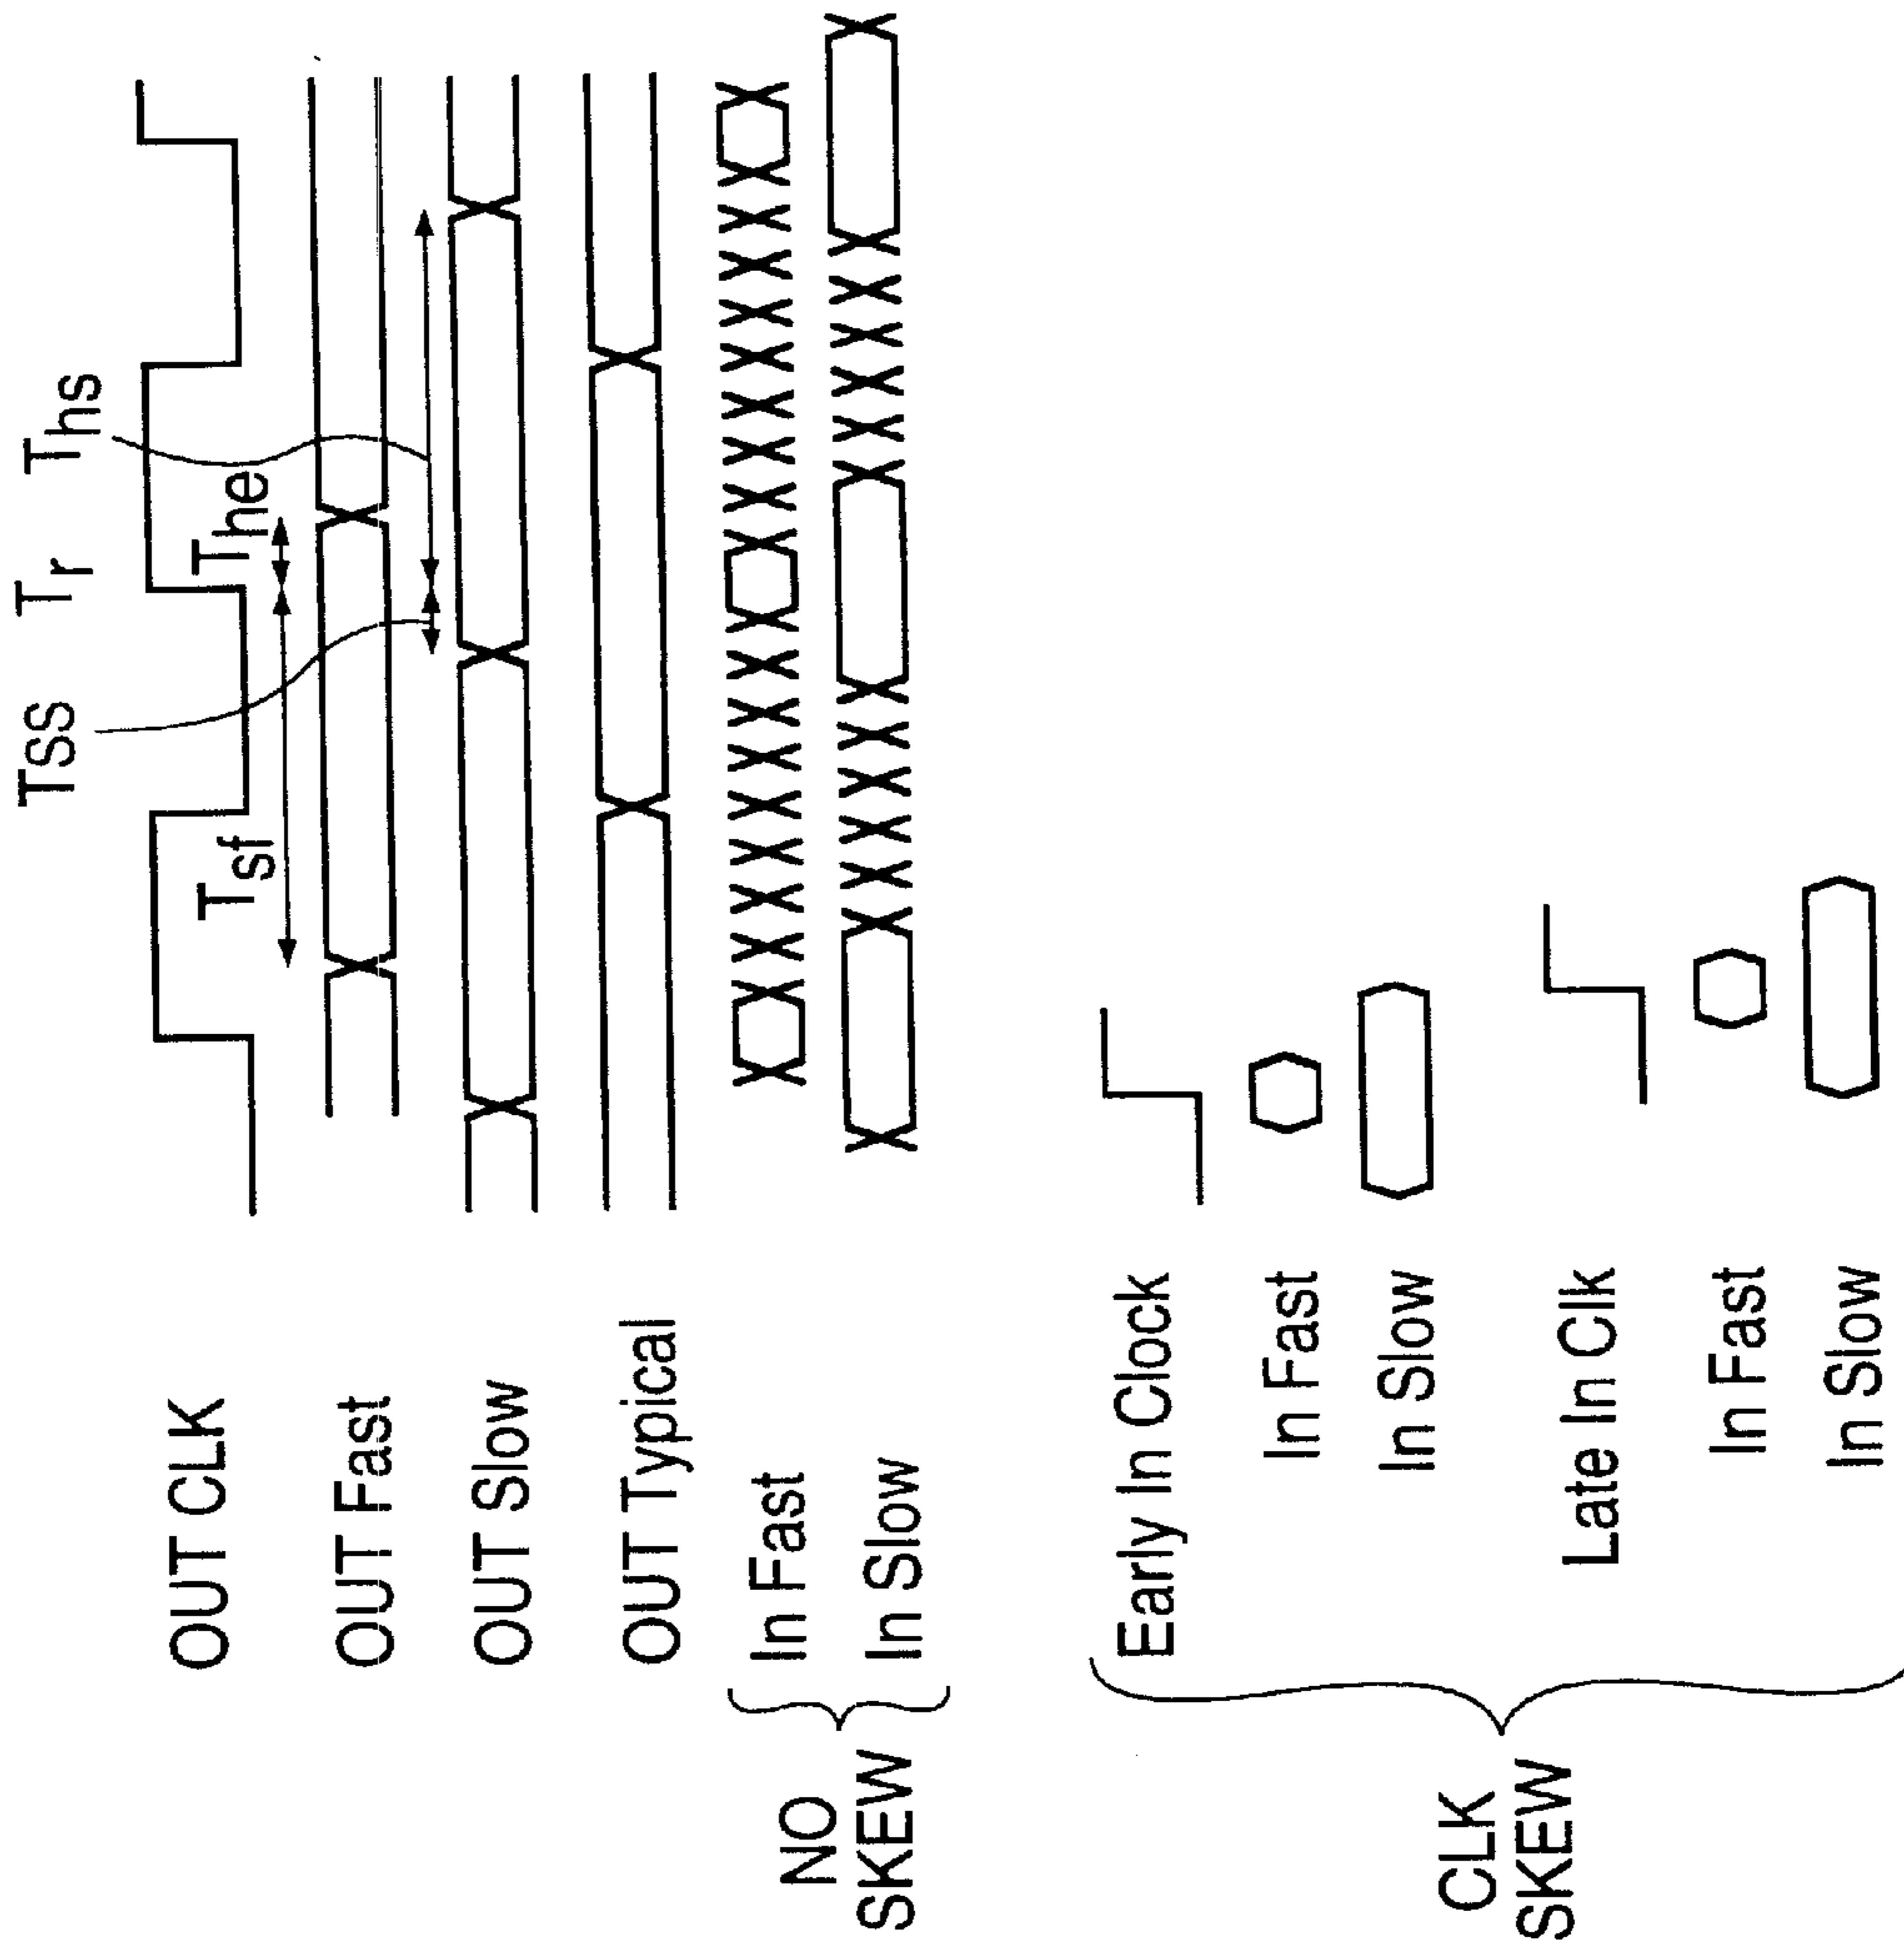 TSS Tr Ths
Tsf The
OUT CLK
OUT Fast
OUT Slow
OUT Typical
NO
SKEW
In Fast
In Slow
CLK
SKEW
Early In Clock
In Fast
In Slow
Late In Clk
In Fast
In Slow